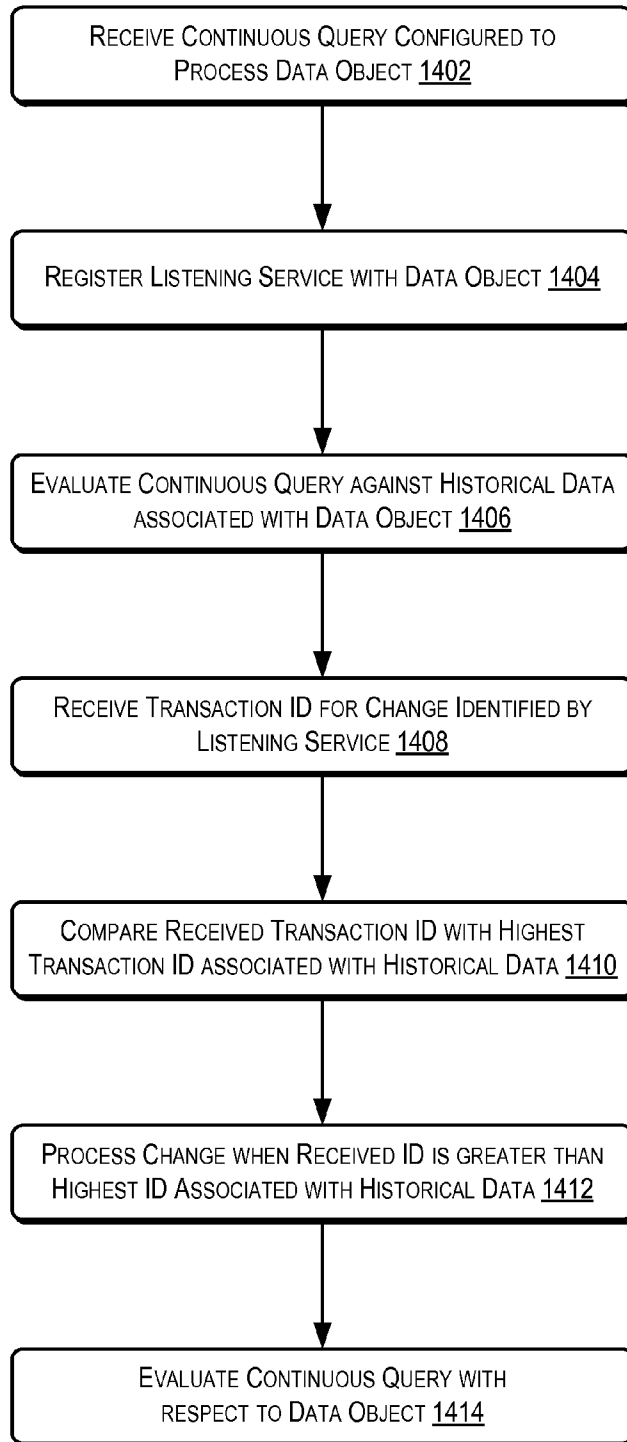 RECEIVE CONTINUOUS QUERY CONFIGURED TO
PROCESS DATA OBJECT 1402
REGISTER LISTENING SERVICE WITH DATA OBJECT 1404
EVALUATE CONTINUOUS QUERY AGAINST HISTORICAL DATA
ASSOCIATED WITH DATA OBJECT 1406
RECEIVE TRANSACTION ID FOR CHANGE IDENTIFIED BY
LISTENING SERVICE 1408
COMPARE RECEIVED TRANSACTION ID WITH HIGHEST
TRANSACTION ID ASSOCIATED WITH HISTORICAL DATA 1410
PROCESS CHANGE WHEN RECEIVED ID IS GREATER THAN
HIGHEST ID ASSOCIATED WITH HISTORICAL DATA 1412
EVALUATE CONTINUOUS QUERY WITH
RESPECT TO DATA OBJECT 1414